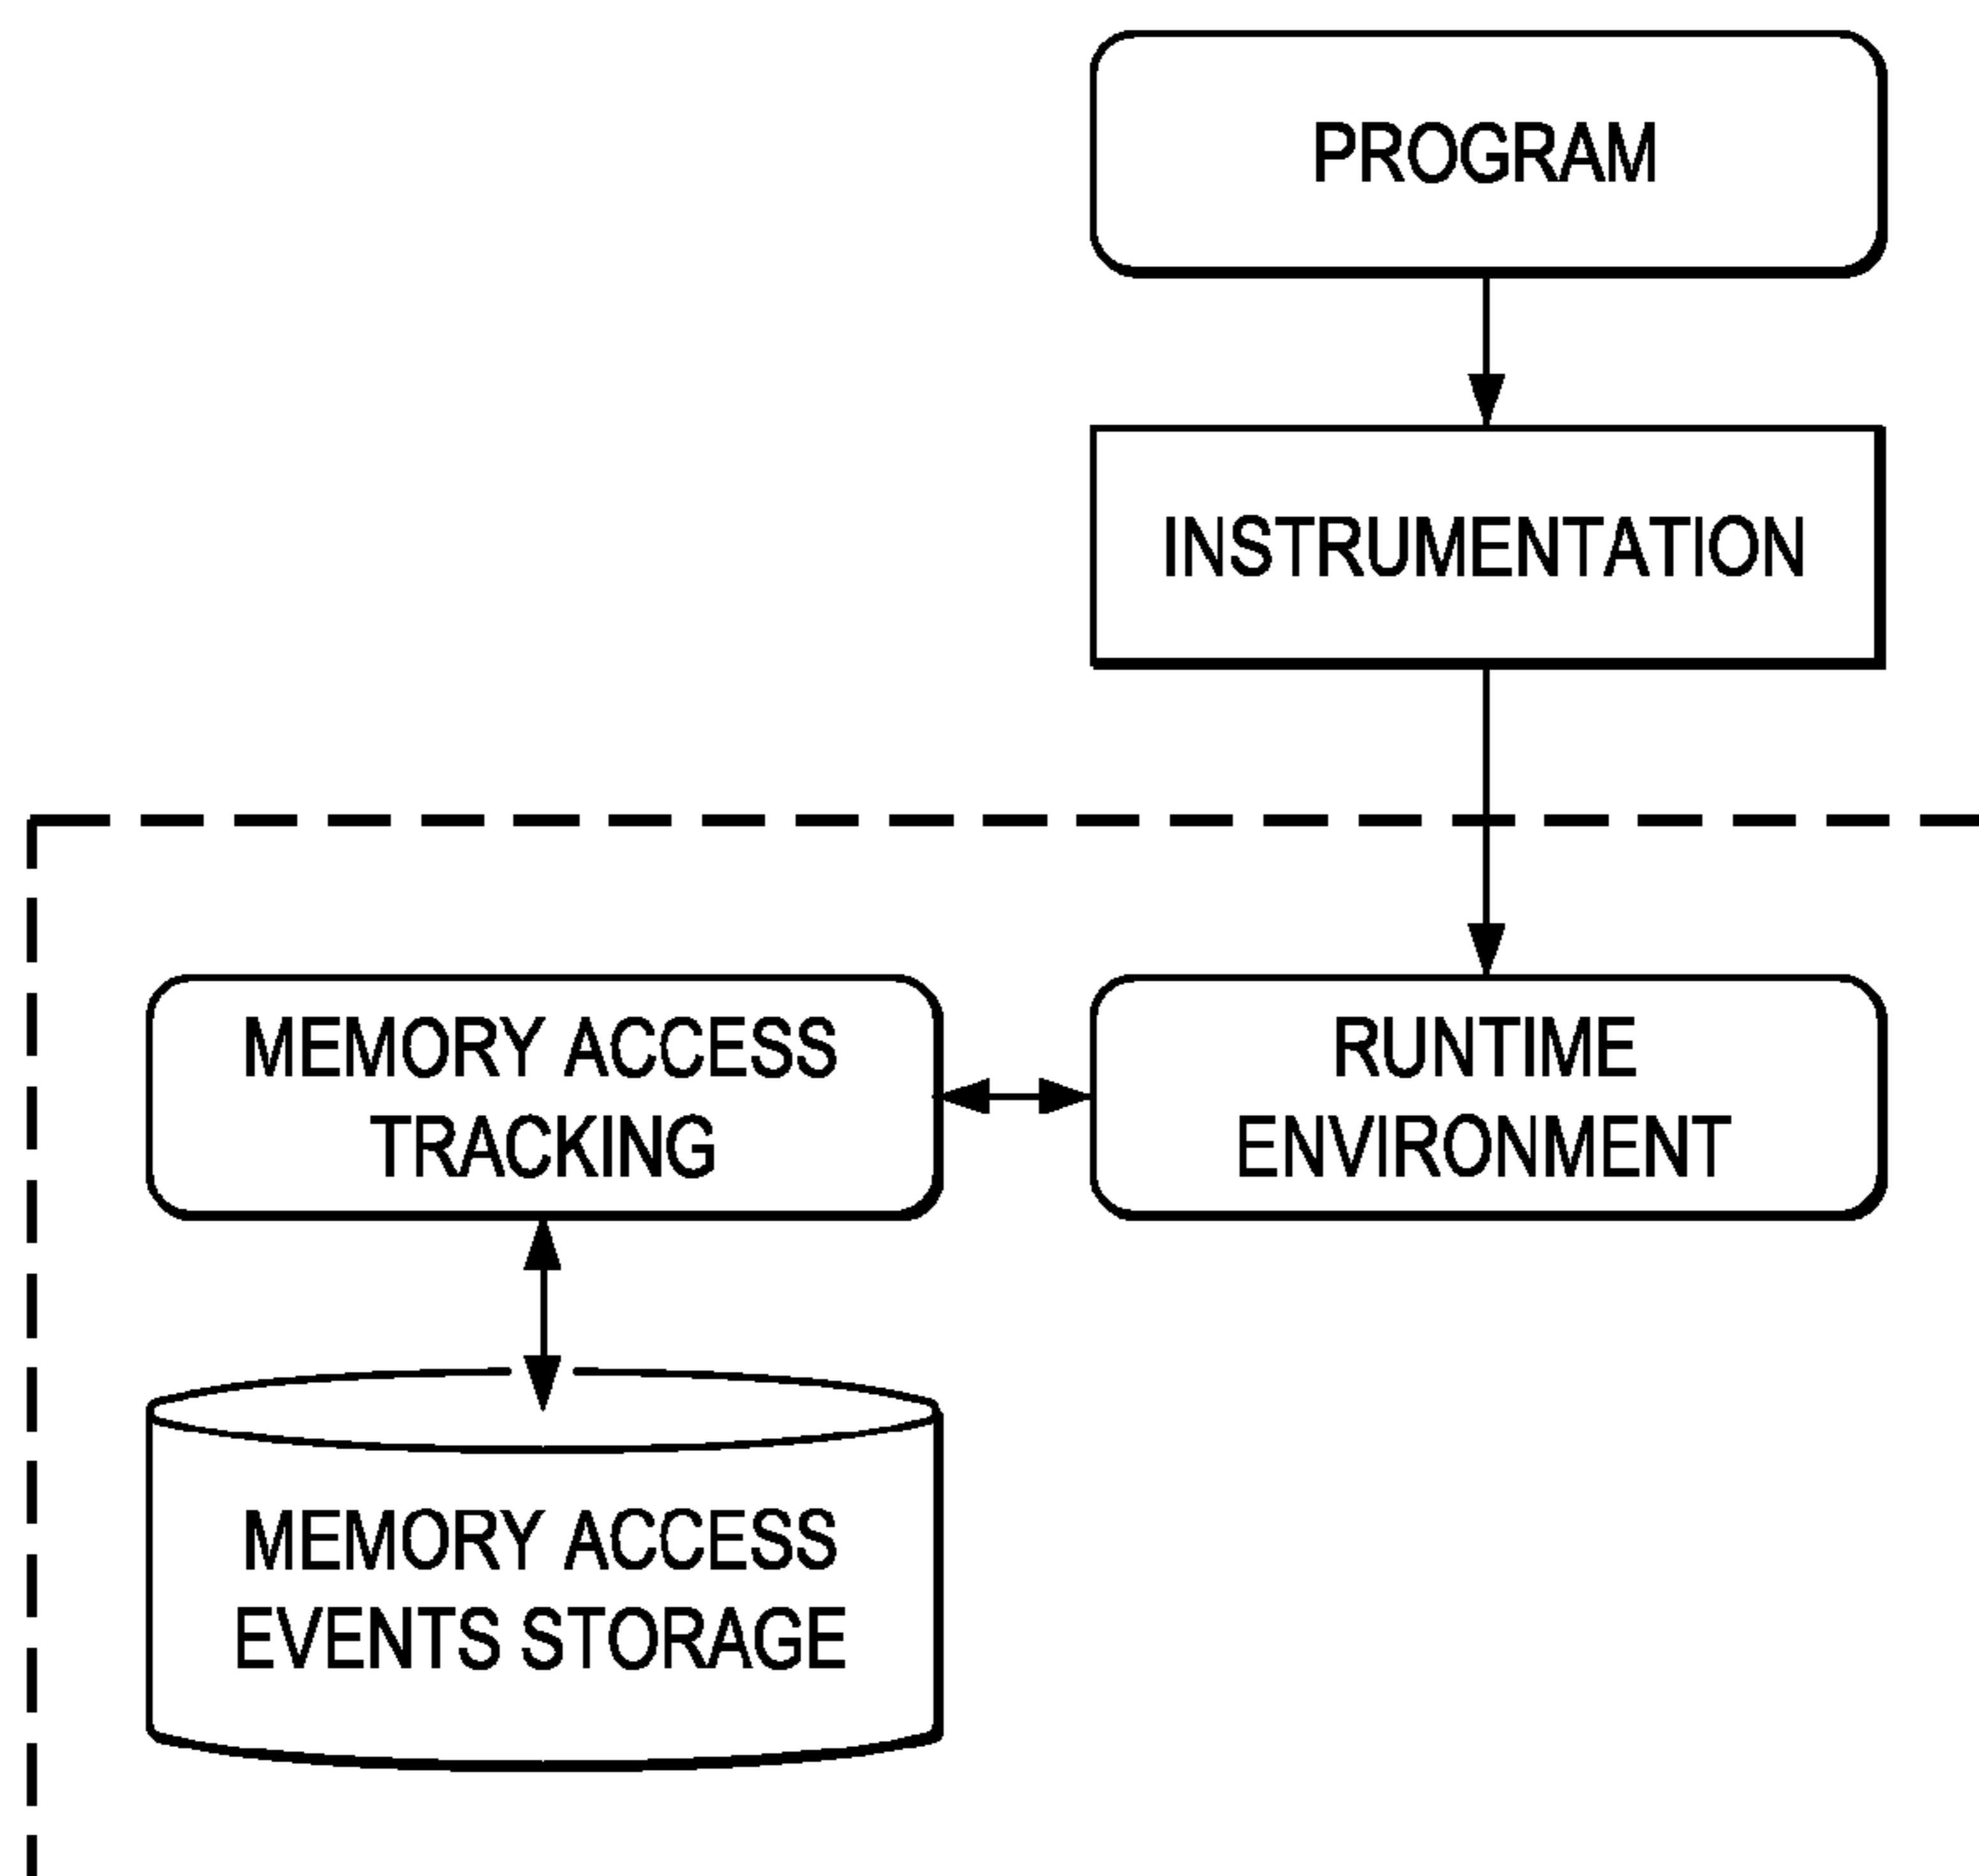 PROGRAM
INSTRUMENTATION
MEMORY ACCESS
TRACKING
RUNTIME
ENVIRONMENT
MEMORY ACCESS
EVENTS STORAGE